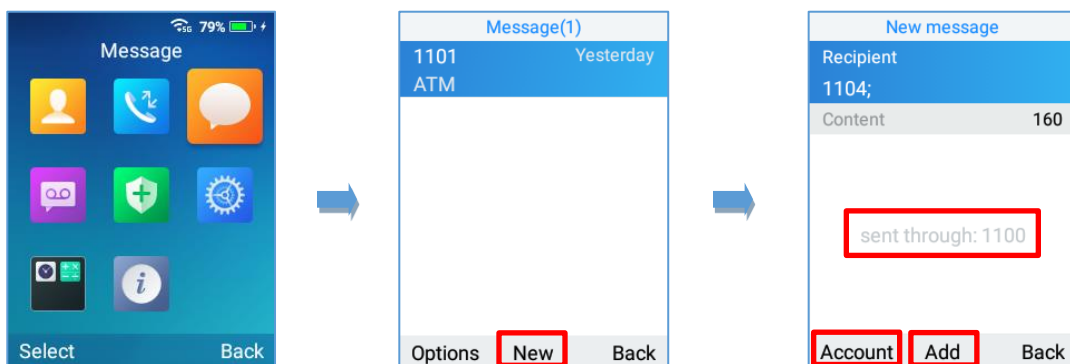 5G 79%
Message
Select Back
Message(1)
1101 Yesterday
ATM
Options New Back
New message
Recipient
1104;
Content 160
sent through: 1100
Account Add Back